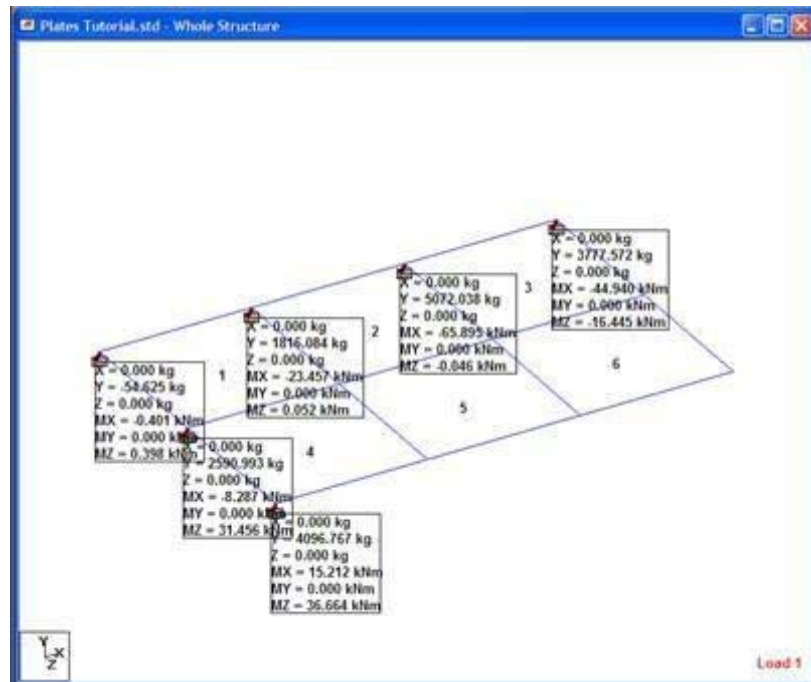 Plates Tutorial.std - Whole Structure
X = 0.000 kg
Y = 3777.572 kg
Z = 0.000 kg
MX = -44.940 kNm
MY = 0.000 kNm
MZ = -16.445 kNm
3
X = 0.000 kg
Y = 5072.038 kg
Z = 0.000 kg
MX = -65.895 kNm
MY = 0.000 kNm
MZ = -0.046 kNm
2
X = 0.000 kg
Y = 1816.084 kg
Z = 0.000 kg
MX = -23.457 kNm
MY = 0.000 kNm
MZ = 0.052 kNm
1
X = 0.000 kg
Y = -54.625 kg
Z = 0.000 kg
MX = -0.401 kNm
MY = 0.000 kNm
MZ = 0.398 kNm
6
5
4
X = 0.000 kg
Y = 2590.993 kg
Z = 0.000 kg
MX = -8.287 kNm
MY = 0.000 kNm
MZ = 31.456 kNm
X = 0.000 kg
Y = 4096.767 kg
Z = 0.000 kg
MX = 15.212 kNm
MY = 0.000 kNm
MZ = 36.664 kNm
Y
X
Z
Load 1